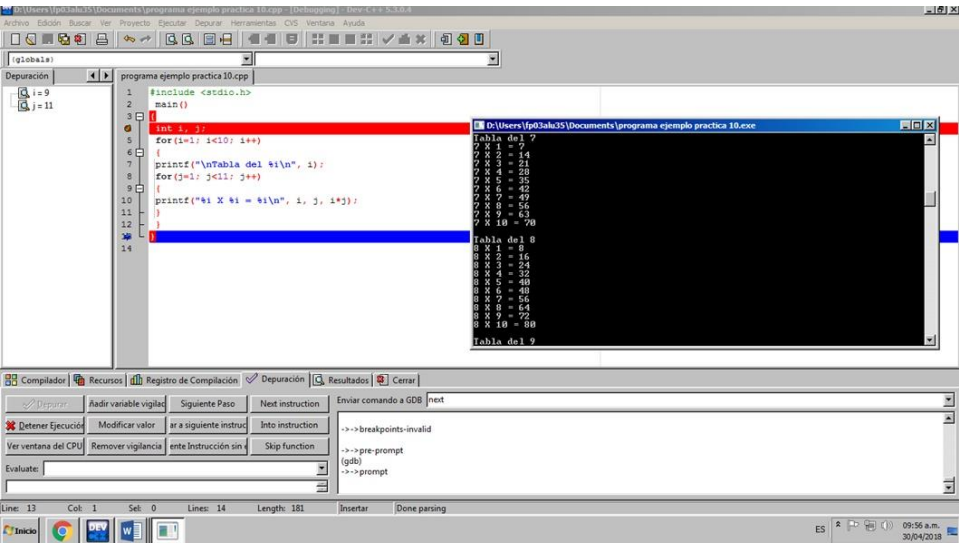 D:\Users\fp03alu35\Documents\programa ejemplo practica 10.cpp - [Debugging] - Dev-C++ 5.3.0.4
Archivo Edición Buscar Ver Proyecto Ejecutar Depurar Herramientas CVS Ventana Ayuda
(globals)
Depuración
programa ejemplo practica 10.cpp
i = 9
j = 11
1 #include <stdio.h>
2 main()
3 {
int i, j;
5 for(i=1; i<10; i++)
6 {
7 printf("\nTabla del %i\n", i);
8 for(j=1; j<11; j++)
9 {
10 printf("%i X %i = %i\n", i, j, i*j);
11 }
12 }
}
14
D:\Users\fp03alu35\Documents\programa ejemplo practica 10.exe
Tabla del 7
7 X 1 = 7
7 X 2 = 14
7 X 3 = 21
7 X 4 = 28
7 X 5 = 35
7 X 6 = 42
7 X 7 = 49
7 X 8 = 56
7 X 9 = 63
7 X 10 = 70
Tabla del 8
8 X 1 = 8
8 X 2 = 16
8 X 3 = 24
8 X 4 = 32
8 X 5 = 40
8 X 6 = 48
8 X 7 = 56
8 X 8 = 64
8 X 9 = 72
8 X 10 = 80
Tabla del 9
Compilador Recursos Registro de Compilación Depuración Resultados Cerrar
Depurar Añadir variable vigilac Siguiente Paso Next instruction
Detener Ejecución Modificar valor ar a siguiente instruc Into instruction
Ver ventana del CPU Remover vigilancia ente Instrucción sin e Skip function
Evaluate:
Enviar comando a GDB next
->->breakpoints-invalid
->->pre-prompt
(gdb)
->->prompt
Line: 13 Col: 1 Sel: 0 Lines: 14 Length: 181 Insertar Done parsing
Inicio DEV W ES 09:56 a.m.
30/04/2018